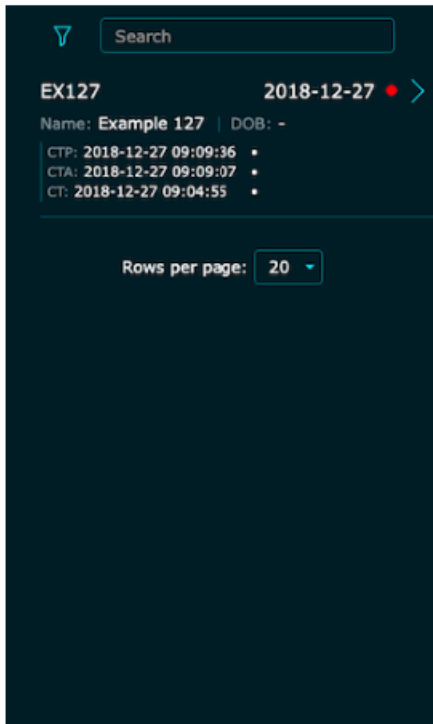 Search
EX127 2018-12-27
Name: Example 127 | DOB: -
CTP: 2018-12-27 09:09:36 •
CTA: 2018-12-27 09:09:07 •
CT: 2018-12-27 09:04:55 •
Rows per page: 20